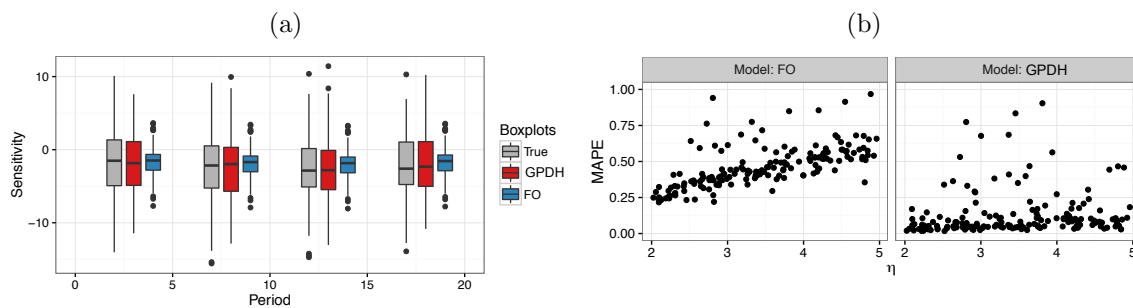 (a)
(b)
Sensitivity
10
0
−10
0
5
10
15
20
Period
Boxplots
True
GPDH
FO
Model: FO
Model: GPDH
MAPE
1.00
0.75
0.50
0.25
0.00
2
3
4
5
2
3
4
5
η